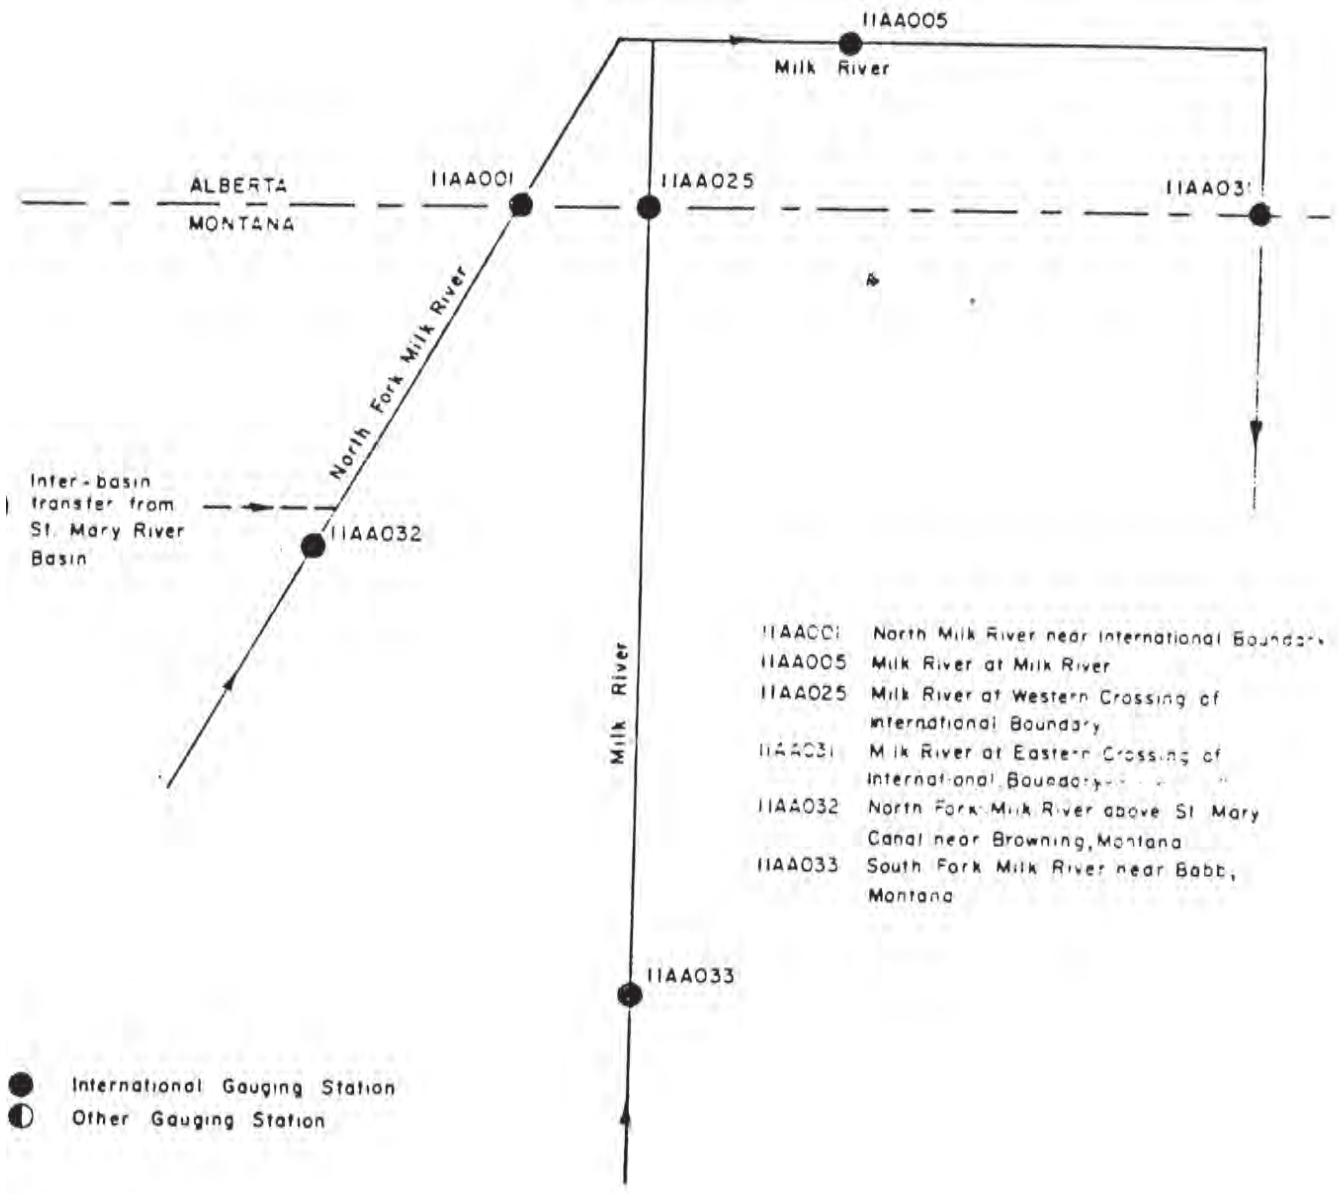 11AA005
Milk River
ALBERTA
MONTANA
11AA001
11AA025
11AA031
North Fork Milk River
Inter-basin
transfer from
St. Mary River
Basin
11AA032
Milk River
11AA001 North Milk River near International Boundary
11AA005 Milk River at Milk River
11AA025 Milk River at Western Crossing of
International Boundary
11AA031 Milk River at Eastern Crossing of
International Boundary
11AA032 North Fork Milk River above St Mary
Canal near Browning, Montana
11AA033 South Fork Milk River near Babb,
Montana
11AA033
International Gauging Station
Other Gauging Station